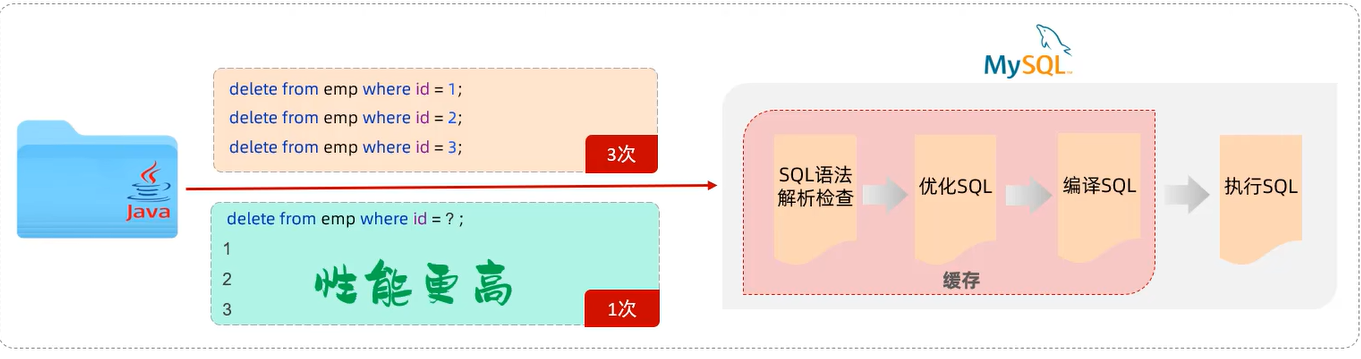 Java
delete from emp where id = 1;
delete from emp where id = 2;
delete from emp where id = 3;
3次
delete from emp where id = ? ;
1
2
3
性能更高
1次
MySQL™
SQL语法
解析检查
优化SQL
编译SQL
执行SQL
缓存